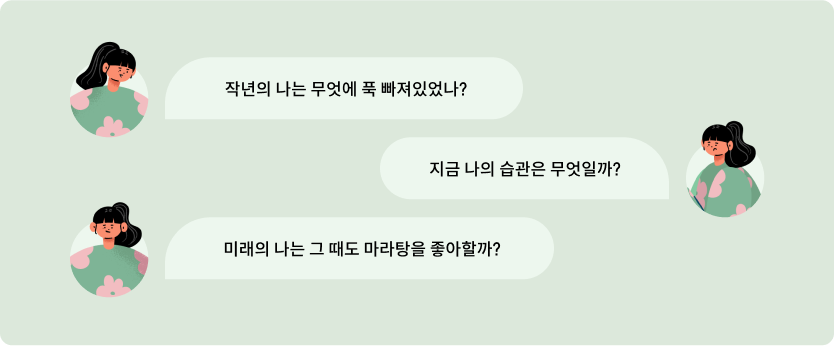 작년의 나는 무엇에 푹 빠져있었나?
지금 나의 습관은 무엇일까?
미래의 나는 그 때도 마라탕을 좋아할까?